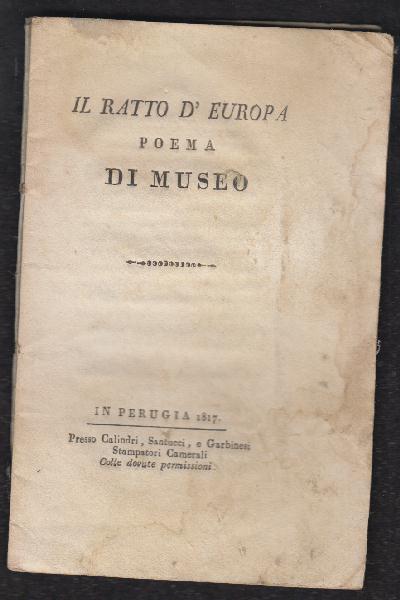 IL RATTO D' EUROPA
POEMA
DI MUSEO
IN PERUGIA 1817.
Presso Calindri, Santucci, e Garbinesi
Stampatori Camerali
Colle dovute permissioni.